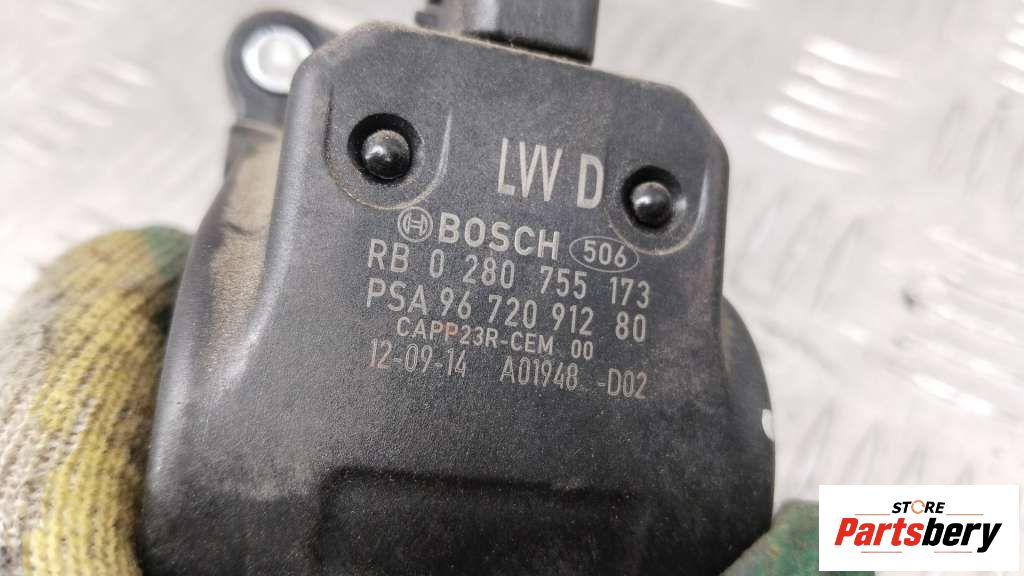 LW D
BOSCH 506
RB 0 280 755 173
PSA 96 720 912 80
CAPP23R-CEM 00
12-09-14 A01948 -D02
STORE
Partsbery